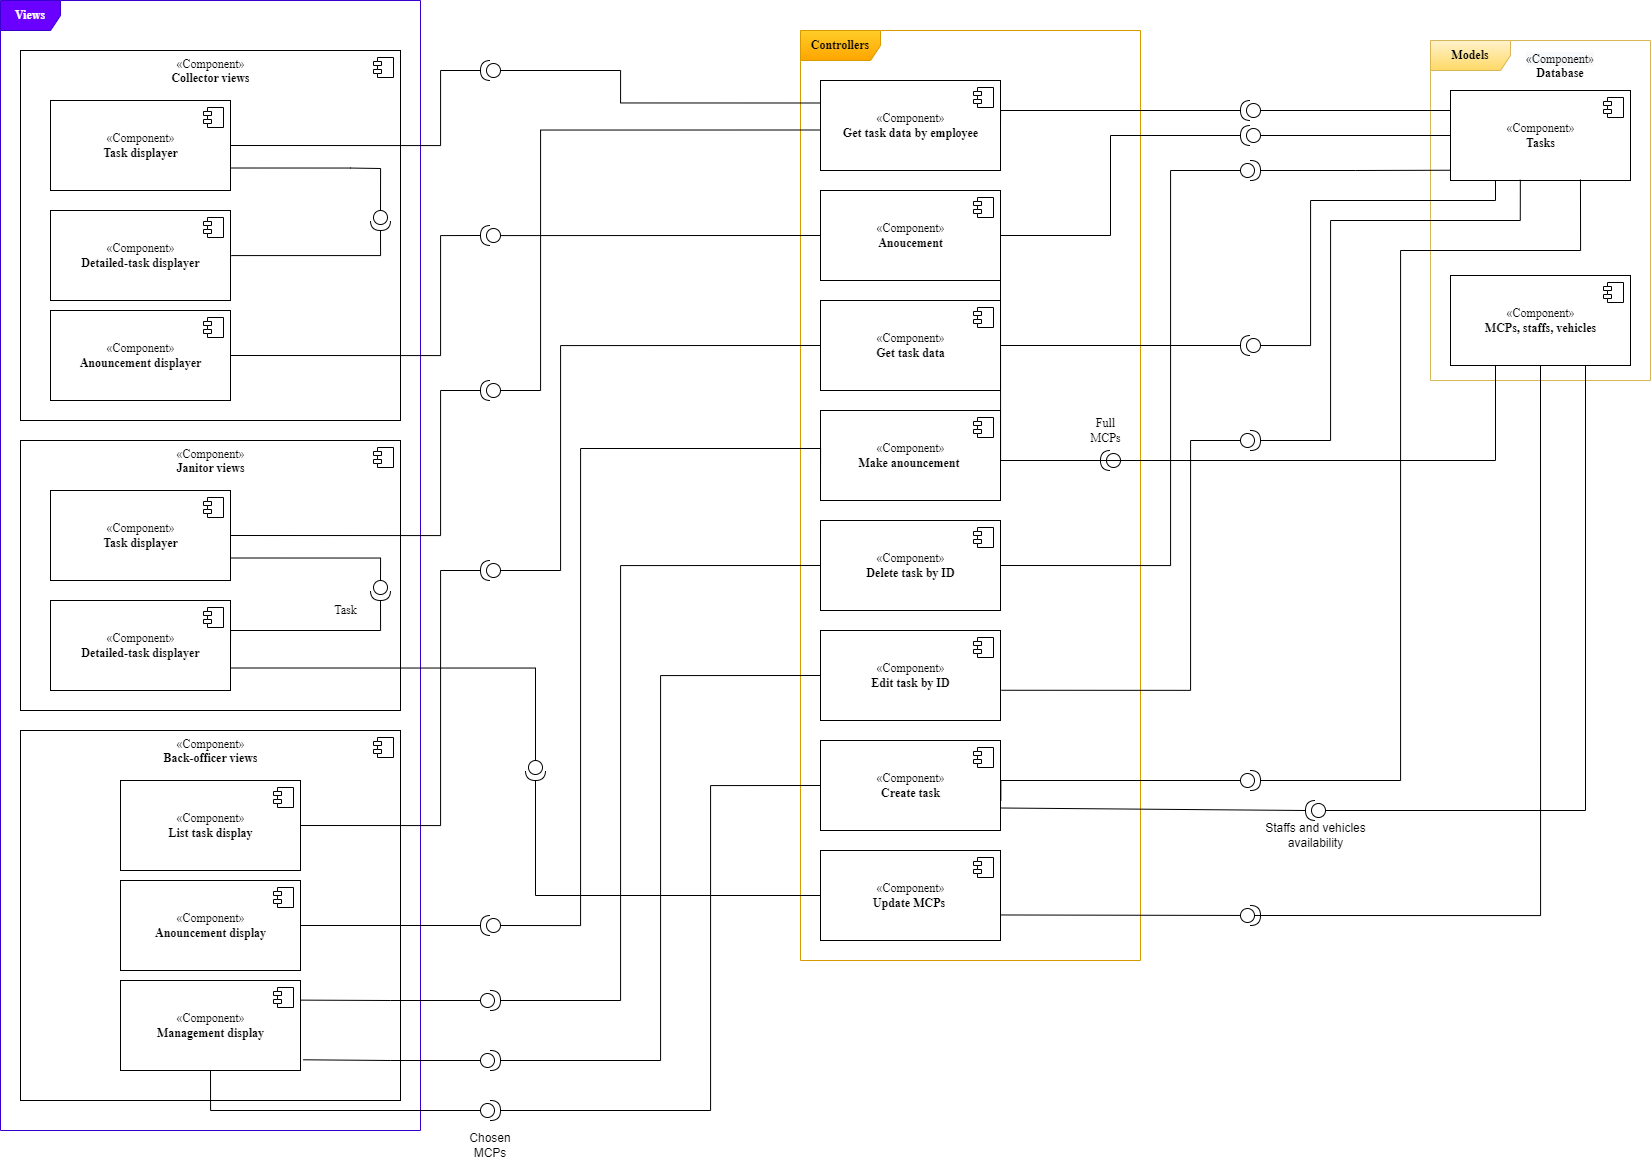 Views
«Component»
Collector views
«Component»
Task displayer
«Component»
Detailed-task displayer
«Component»
Anouncement displayer
«Component»
Janitor views
«Component»
Task displayer
Task
«Component»
Detailed-task displayer
«Component»
Back-officer views
«Component»
List task display
«Component»
Anouncement display
«Component»
Management display
Chosen
MCPs
Controllers
«Component»
Get task data by employee
«Component»
Anoucement
«Component»
Get task data
«Component»
Make anouncement
«Component»
Delete task by ID
«Component»
Edit task by ID
«Component»
Create task
«Component»
Update MCPs
Full
MCPs
Staffs and vehicles
availability
Models
«Component»
Database
«Component»
Tasks
«Component»
MCPs, staffs, vehicles